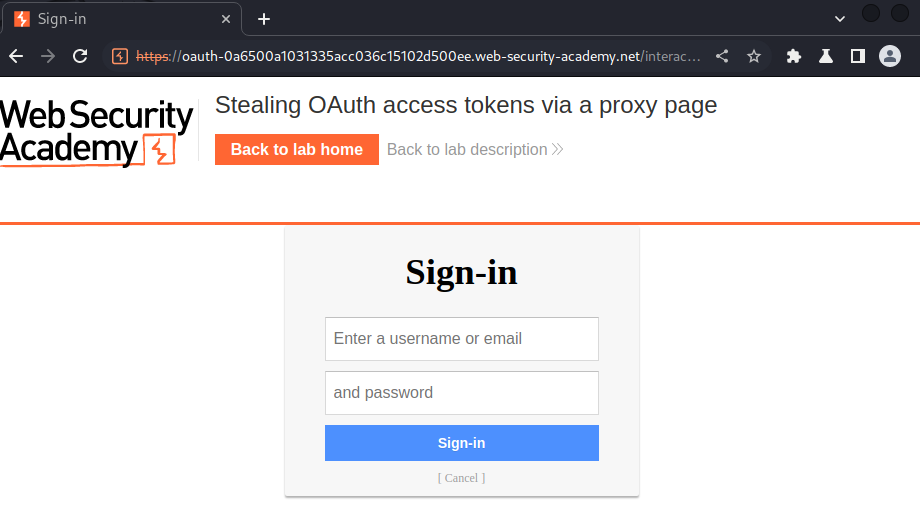 Sign-in
https://oauth-0a6500a1031335acc036c15102d500ee.web-security-academy.net/interac...
Web Security
Academy
Stealing OAuth access tokens via a proxy page
Back to lab home
Back to lab description
Sign-in
Enter a username or email
and password
Sign-in
[ Cancel ]